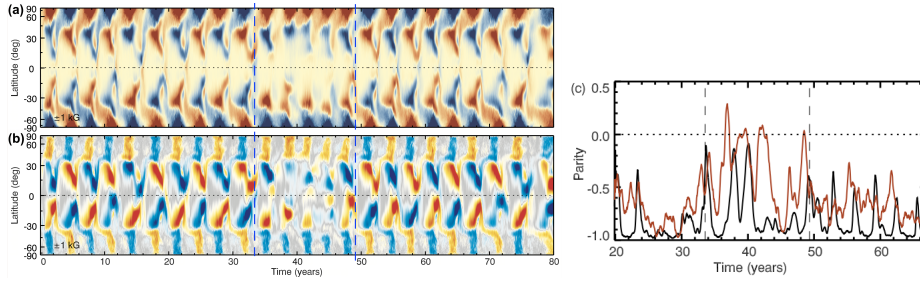 (a)
90
60
30
0
-30
-60
-90
Latitude (deg)
±1 kG
(b)
90
60
30
0
-30
-60
-90
Latitude (deg)
±1 kG
0 10 20 30 40 50 60 70 80
Time (years)
(c)
0.5
0.0
-0.5
-1.0
Parity
20 30 40 50 60
Time (years)